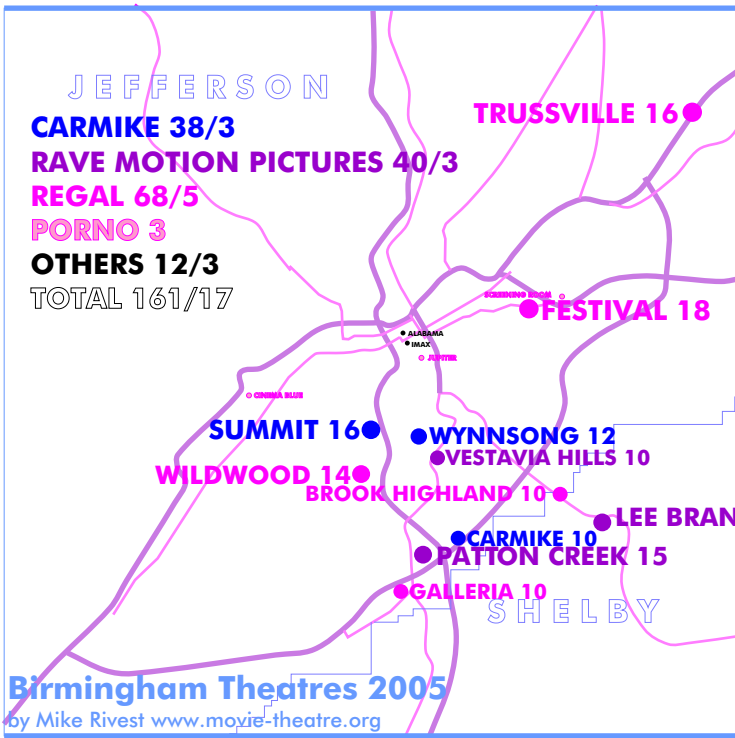 JEFFERSON
CARMIKE 38/3
RAVE MOTION PICTURES 40/3
REGAL 68/5
PORNO 3
OTHERS 12/3
TOTAL 161/17
TRUSSVILLE 16
SCREENING ROOM
FESTIVAL 18
ALABAMA
IMAX
JUPITER
CINEMA BLUE
SUMMIT 16
WYNNSONG 12
VESTAVIA HILLS 10
WILDWOOD 14
BROOK HIGHLAND 10
LEE BRAN
CARMIKE 10
PATTON CREEK 15
GALLERIA 10
SHELBY
Birmingham Theatres 2005
by Mike Rivest www.movie-theatre.org